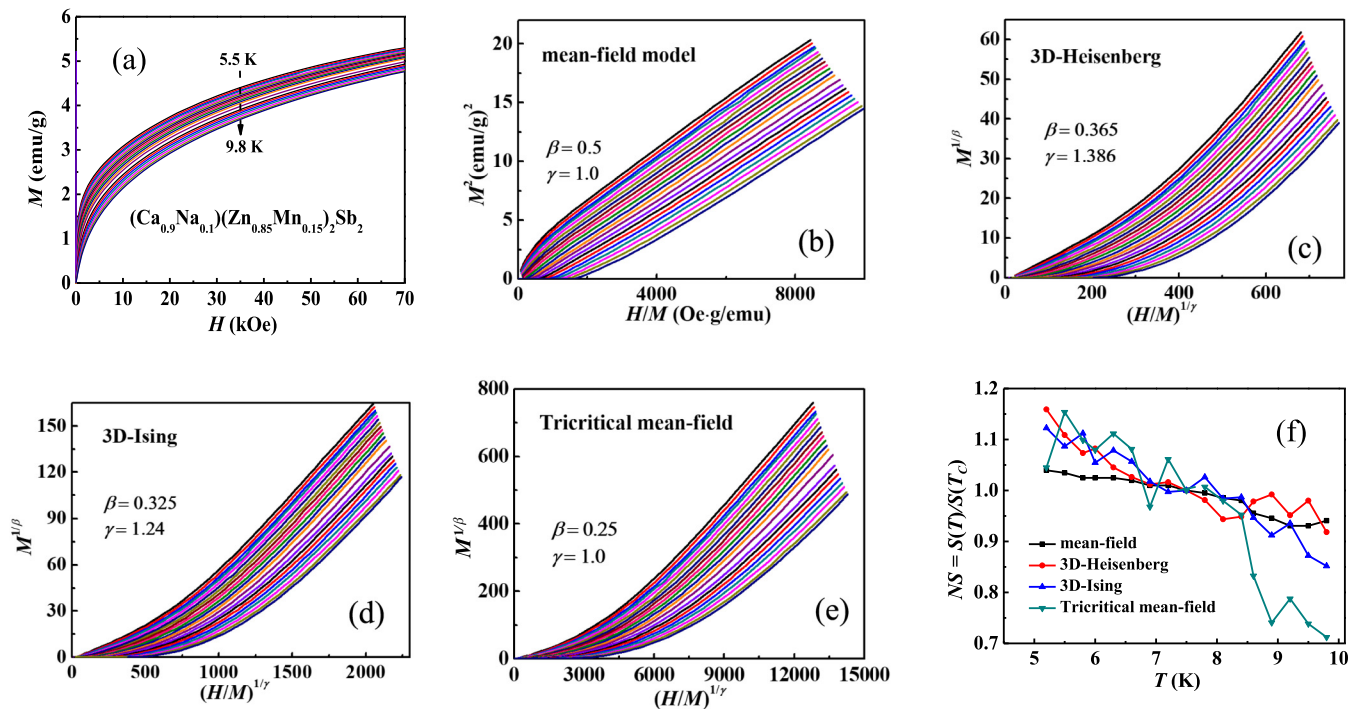 (a)
5.5 K
9.8 K
(Ca0.9Na0.1)(Zn0.85Mn0.15)2Sb2
M (emu/g)
0
1
2
3
4
5
6
0 10 20 30 40 50 60 70
H (kOe)
mean-field model
β = 0.5
γ = 1.0
(b)
M² (emu/g)²
0
5
10
15
20
25
0 4000 8000
H/M (Oe·g/emu)
3D-Heisenberg
β = 0.365
γ = 1.386
(c)
M^1/β
0
10
20
30
40
50
60
0 200 400 600
(H/M)^1/γ
3D-Ising
β = 0.325
γ = 1.24
(d)
M^1/β
0
30
60
90
120
150
0 500 1000 1500 2000
(H/M)^1/γ
Tricritical mean-field
β = 0.25
γ = 1.0
(e)
M^1/β
0
200
400
600
800
0 3000 6000 9000 12000 15000
(H/M)^1/γ
(f)
NS = S(T)/S(TC)
0.7
0.8
0.9
1.0
1.1
1.2
mean-field
3D-Heisenberg
3D-Ising
Tricritical mean-field
5 6 7 8 9 10
T (K)